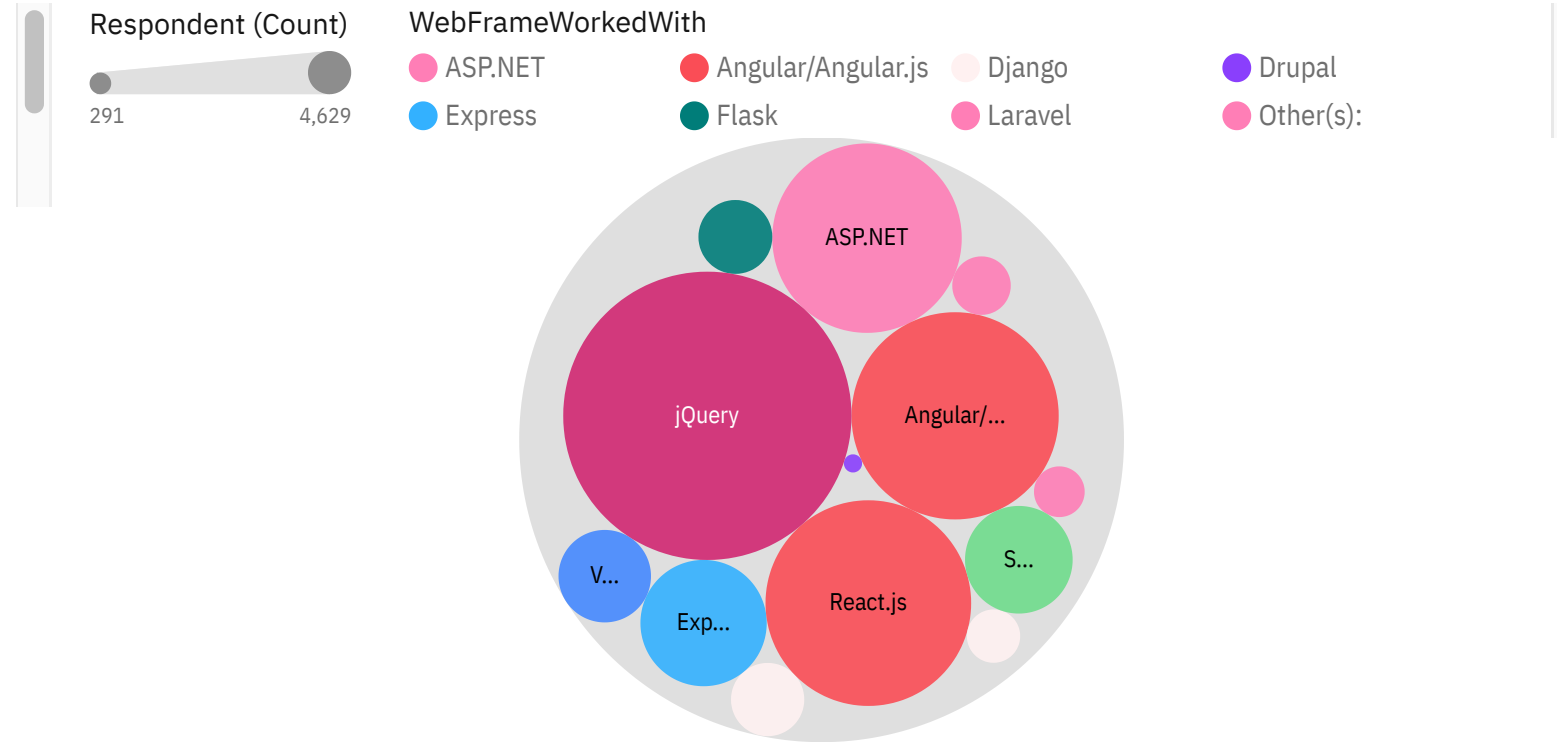 Respondent (Count)
291
4,629
WebFrameWorkedWith
ASP.NET
Angular/Angular.js
Django
Drupal
Express
Flask
Laravel
Other(s):
ASP.NET
jQuery
Angular/...
V...
Exp...
React.js
S...